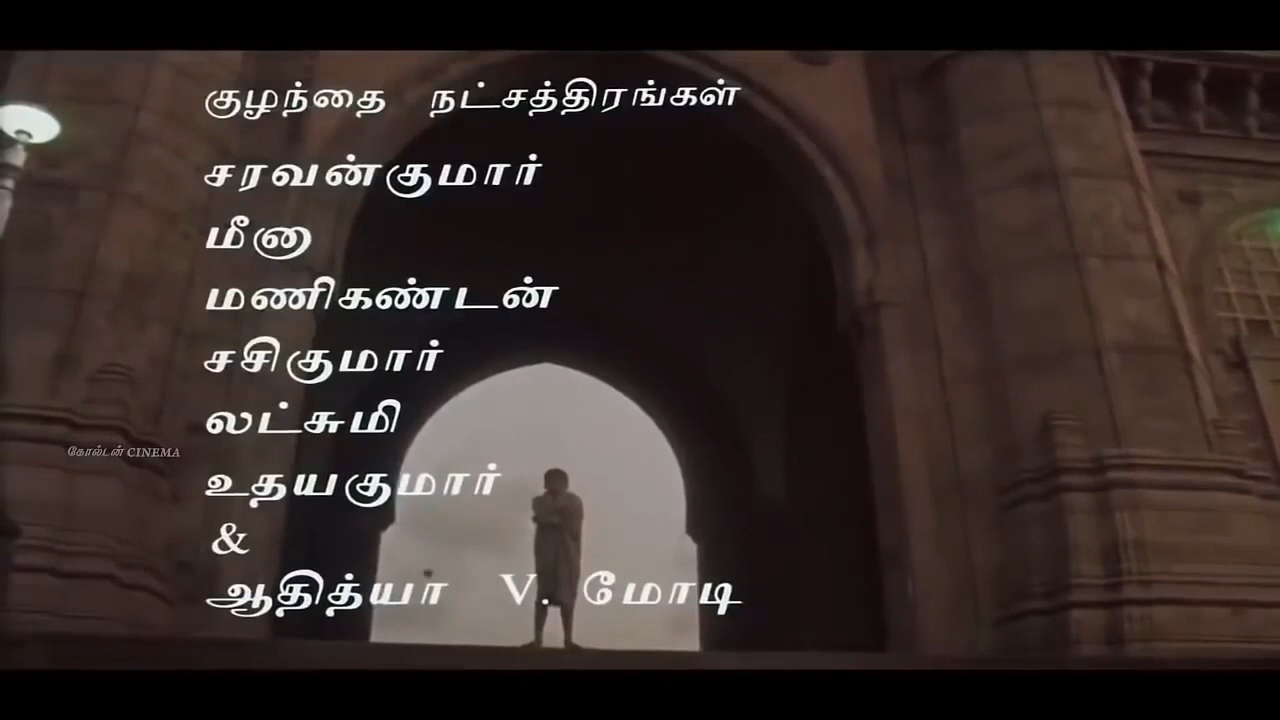 குழந்தை நட்சத்திரங்கள்
சரவன்குமார்
மீனா
மணிகண்டன்
சசிகுமார்
லட்சுமி
கோல்டன் CINEMA
உதயகுமார்
&
ஆதித்யா V. மோடி